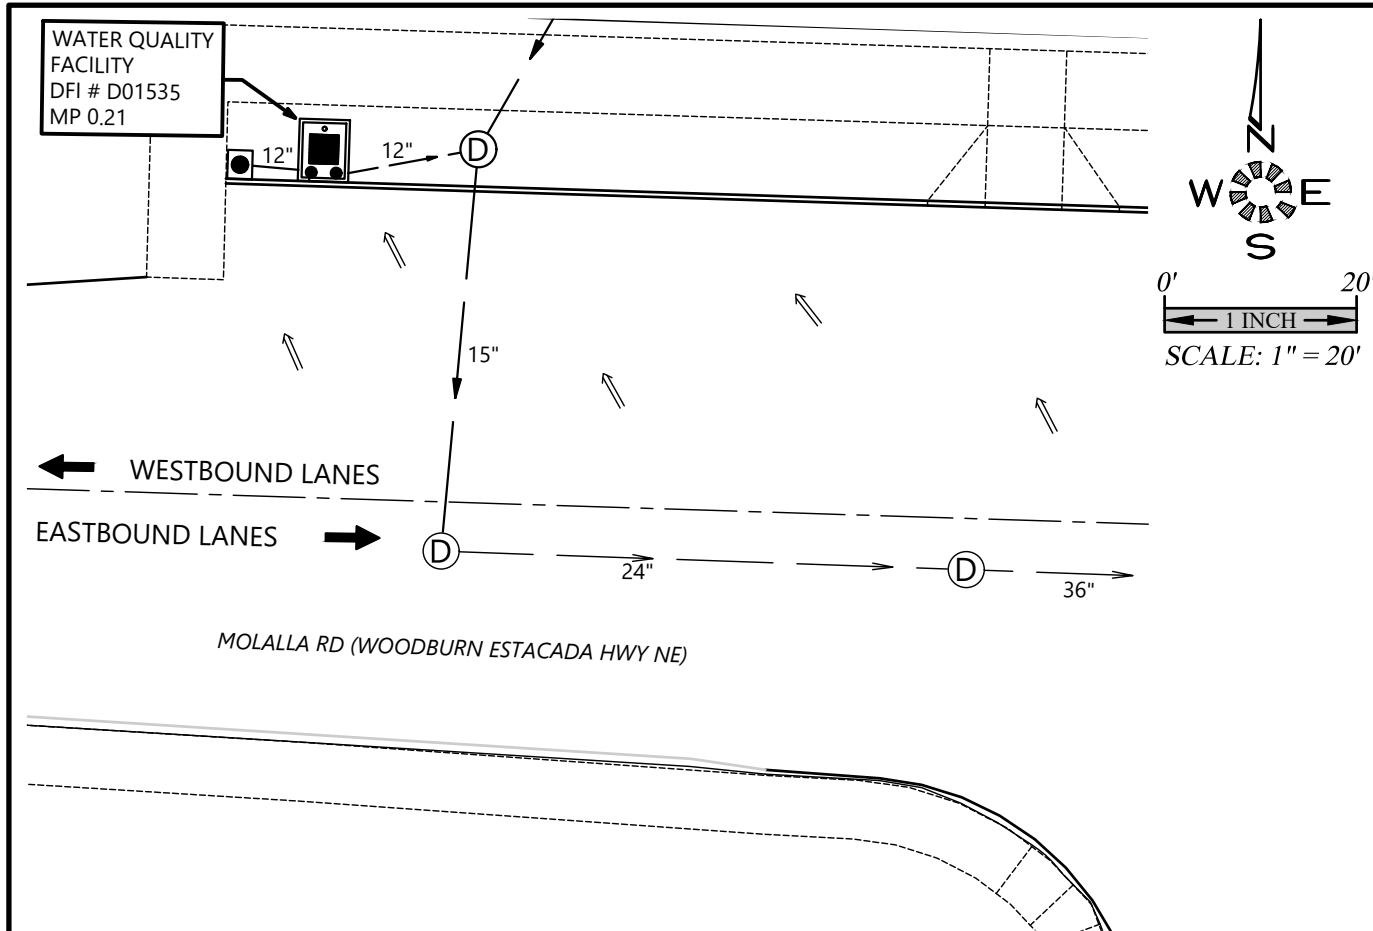 WATER QUALITY
FACILITY
DFI # D01535
MP 0.21
12"
12"
D
N
W E
S
0' 20'
1 INCH
SCALE: 1" = 20'
15"
WESTBOUND LANES
EASTBOUND LANES
D
24"
D
36"
MOLALLA RD (WOODBURN ESTACADA HWY NE)